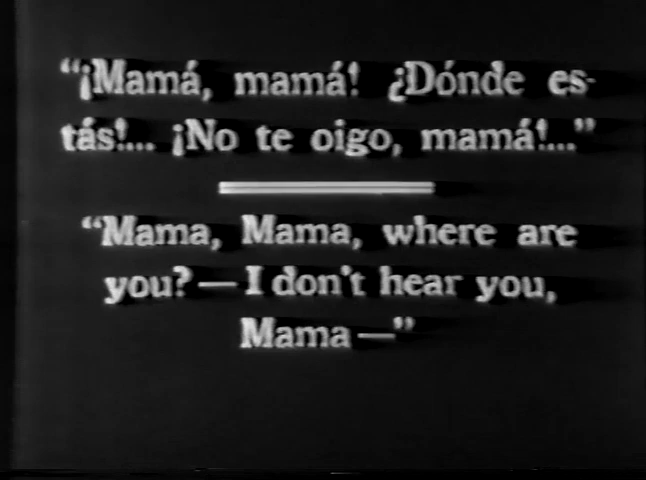 “¡Mamá, mamá! ¿Dónde es-
tás!... ¡No te oigo, mamá!...”
“Mama, Mama, where are
you? — I don't hear you,
Mama —”